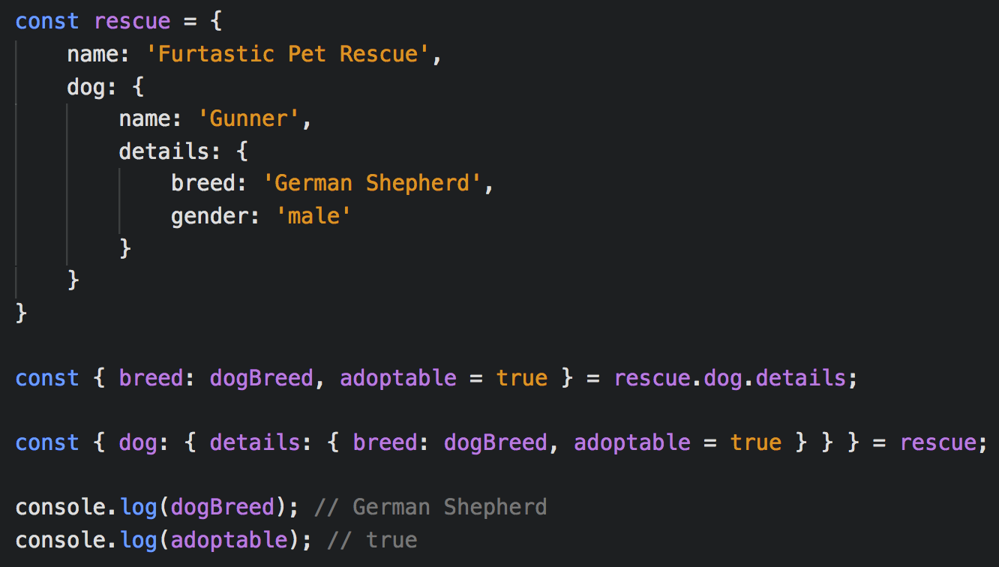 const rescue = {
    name: 'Furtastic Pet Rescue',
    dog: {
        name: 'Gunner',
        details: {
            breed: 'German Shepherd',
            gender: 'male'
        }
    }
}

const { breed: dogBreed, adoptable = true } = rescue.dog.details;

const { dog: { details: { breed: dogBreed, adoptable = true } } } = rescue;

console.log(dogBreed); // German Shepherd
console.log(adoptable); // true